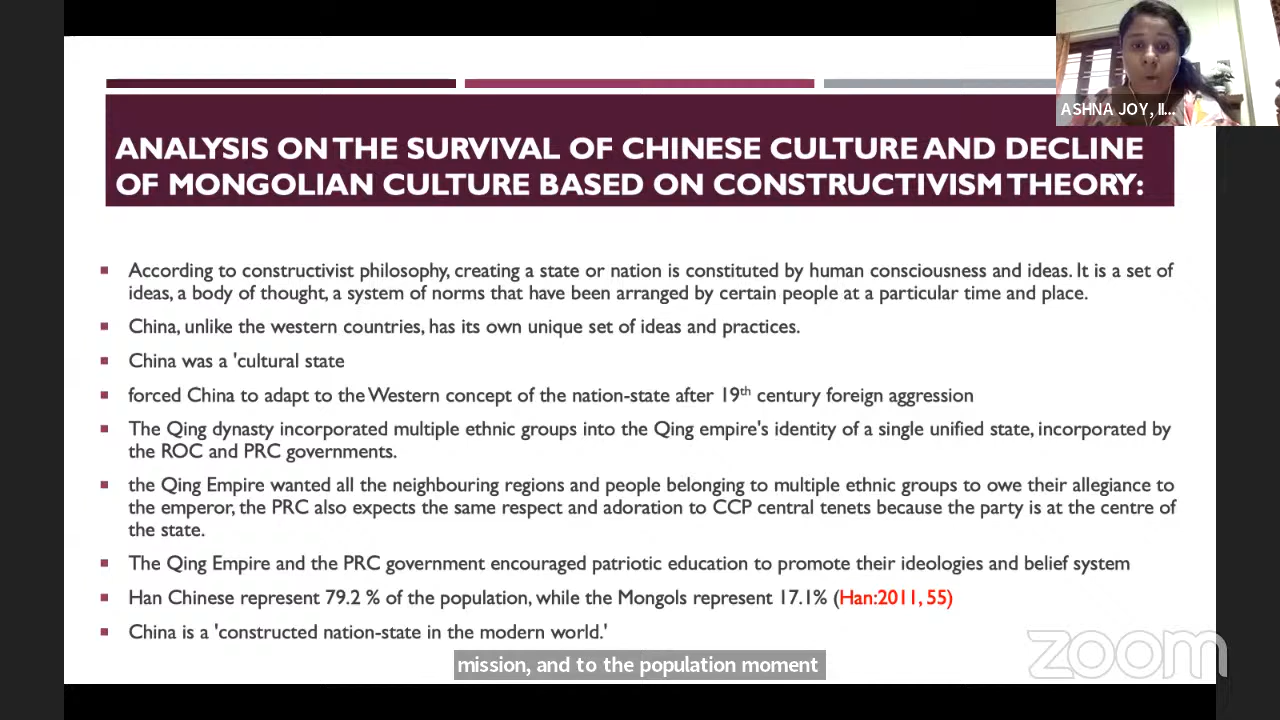 ASHNA JOY, II...
ANALYSIS ON THE SURVIVAL OF CHINESE CULTURE AND DECLINE
OF MONGOLIAN CULTURE BASED ON CONSTRUCTIVISM THEORY:
▪ According to constructivist philosophy, creating a state or nation is constituted by human consciousness and ideas. It is a set of
ideas, a body of thought, a system of norms that have been arranged by certain people at a particular time and place.
▪ China, unlike the western countries, has its own unique set of ideas and practices.
▪ China was a 'cultural state
▪ forced China to adapt to the Western concept of the nation-state after 19th century foreign aggression
▪ The Qing dynasty incorporated multiple ethnic groups into the Qing empire's identity of a single unified state, incorporated by
the ROC and PRC governments.
▪ the Qing Empire wanted all the neighbouring regions and people belonging to multiple ethnic groups to owe their allegiance to
the emperor, the PRC also expects the same respect and adoration to CCP central tenets because the party is at the centre of
the state.
▪ The Qing Empire and the PRC government encouraged patriotic education to promote their ideologies and belief system
▪ Han Chinese represent 79.2 % of the population, while the Mongols represent 17.1% (Han:2011, 55)
▪ China is a 'constructed nation-state in the modern world.'
zoom
mission, and to the population moment